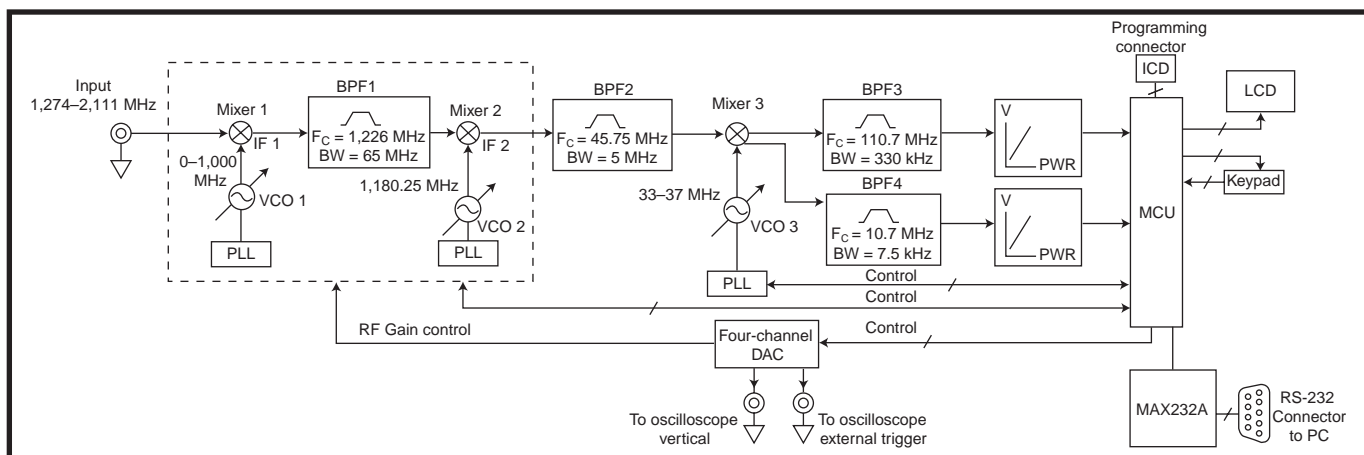 Input
1,274–2,111 MHz
Mixer 1
IF 1
0–1,000
MHz
VCO 1
PLL
BPF1
FC = 1,226 MHz
BW = 65 MHz
Mixer 2
IF 2
1,180.25 MHz
VCO 2
PLL
BPF2
FC = 45.75 MHz
BW = 5 MHz
Mixer 3
33–37 MHz
VCO 3
PLL
BPF3
FC = 110.7 MHz
BW = 330 kHz
V
PWR
BPF4
FC = 10.7 MHz
BW = 7.5 kHz
V
PWR
Programming
connector
ICD
MCU
LCD
Keypad
Control
Control
Control
RF Gain control
Four-channel
DAC
To oscilloscope
vertical
To oscilloscope
external trigger
MAX232A
RS-232
Connector
to PC